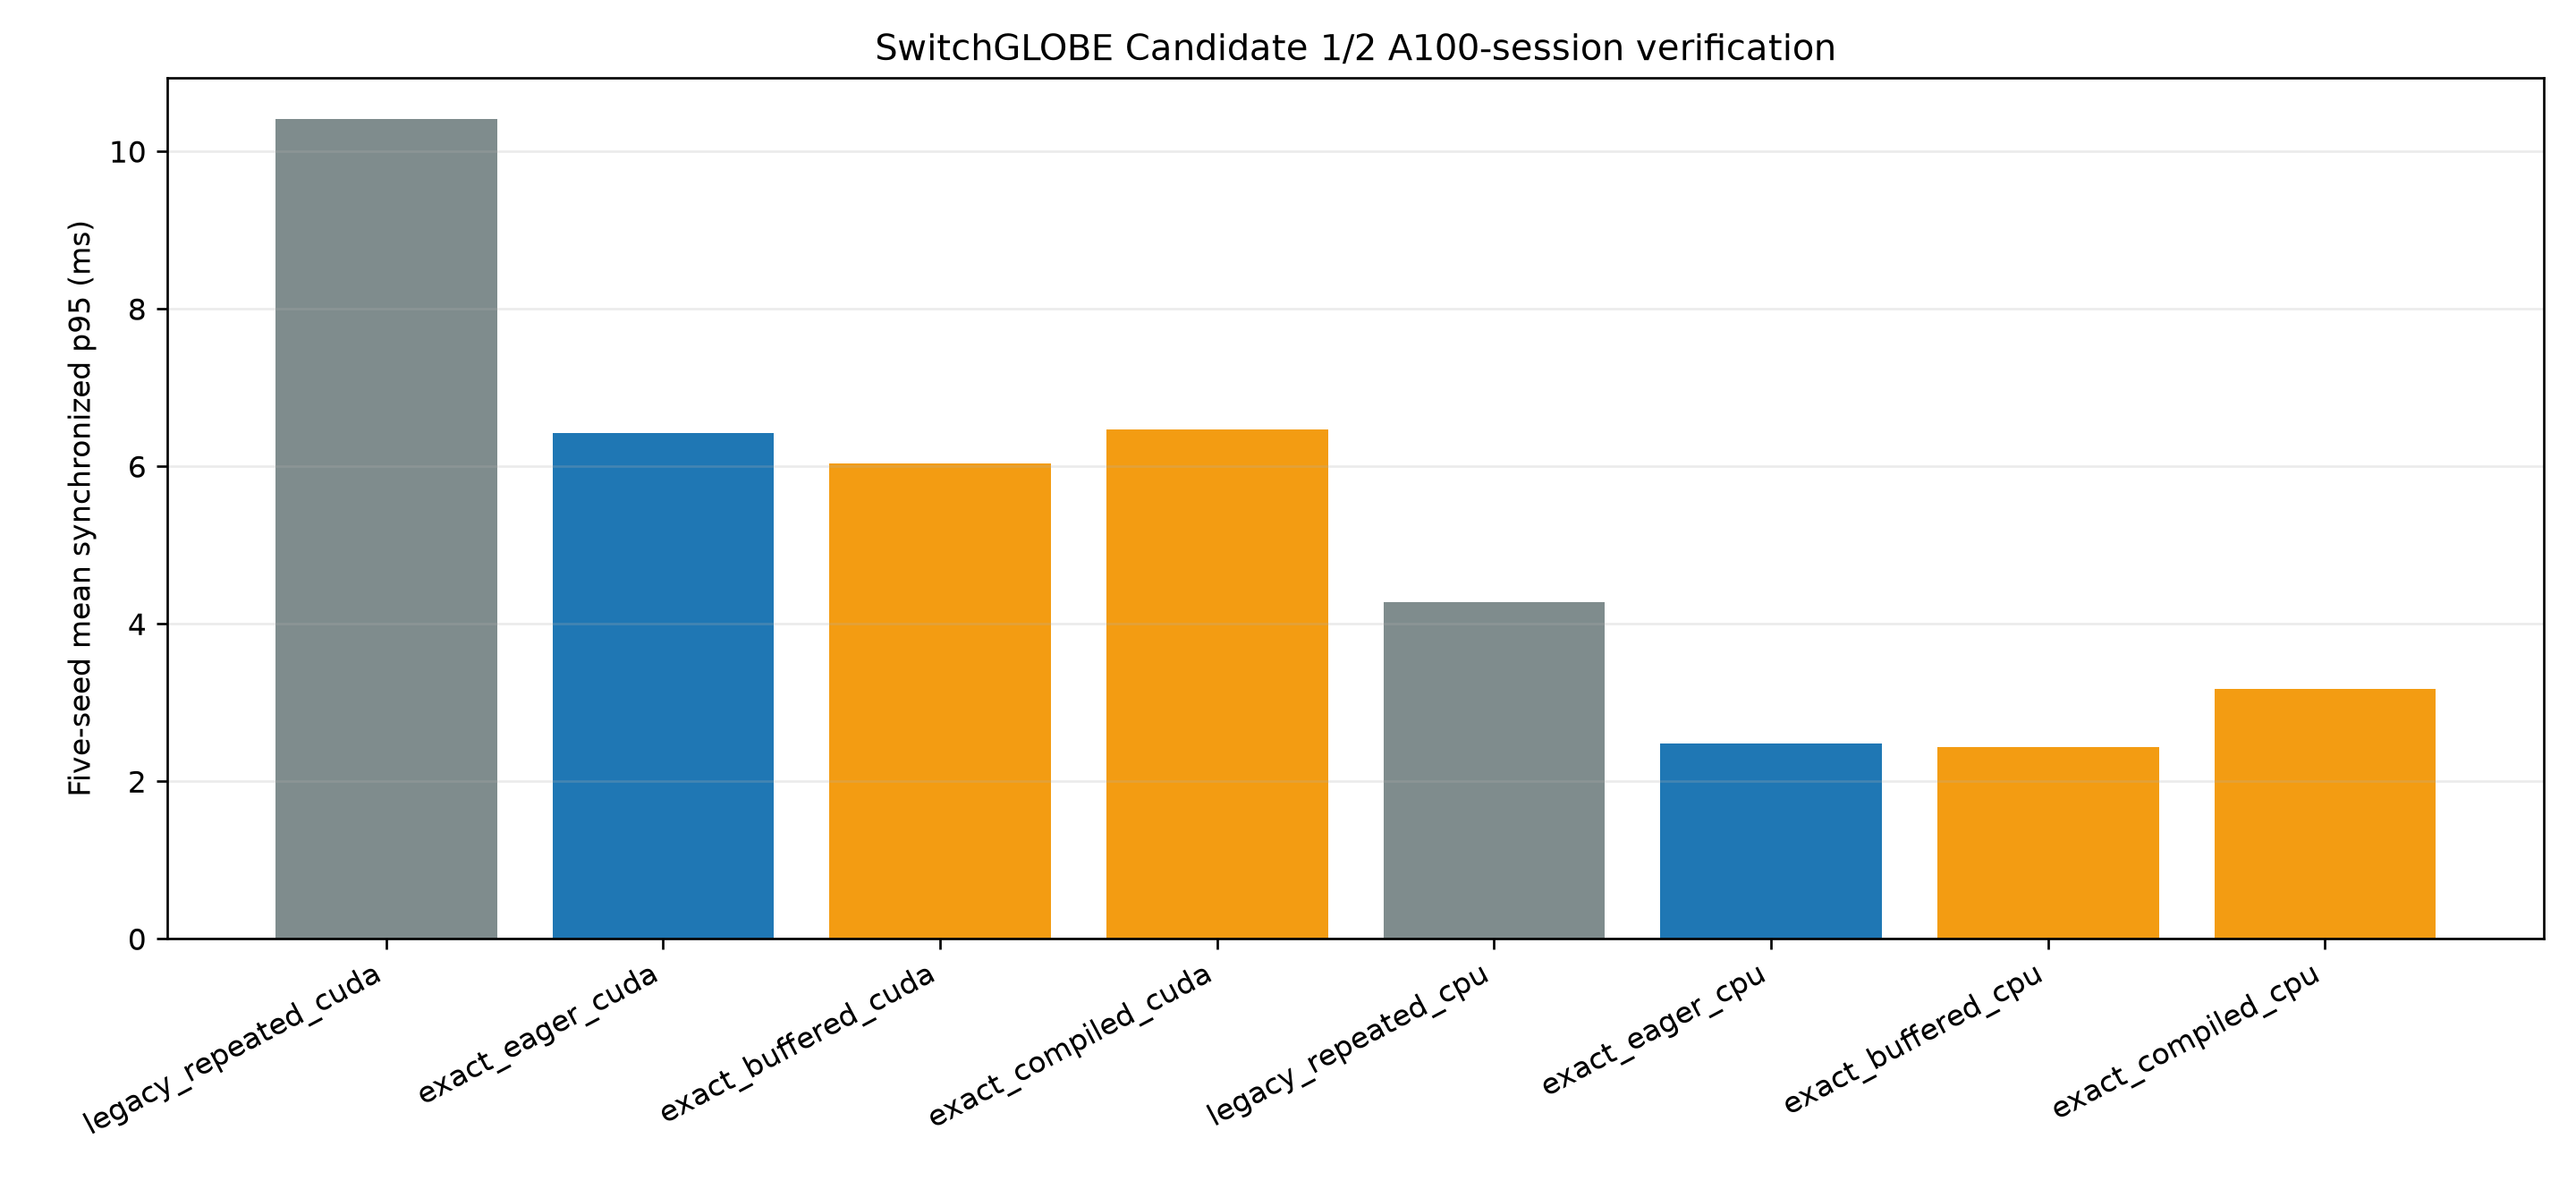 SwitchGLOBE Candidate 1/2 A100-session verification
Five-seed mean synchronized p95 (ms)
10
8
6
4
2
0
legacy_repeated_cuda
exact_eager_cuda
exact_buffered_cuda
exact_compiled_cuda
legacy_repeated_cpu
exact_eager_cpu
exact_buffered_cpu
exact_compiled_cpu